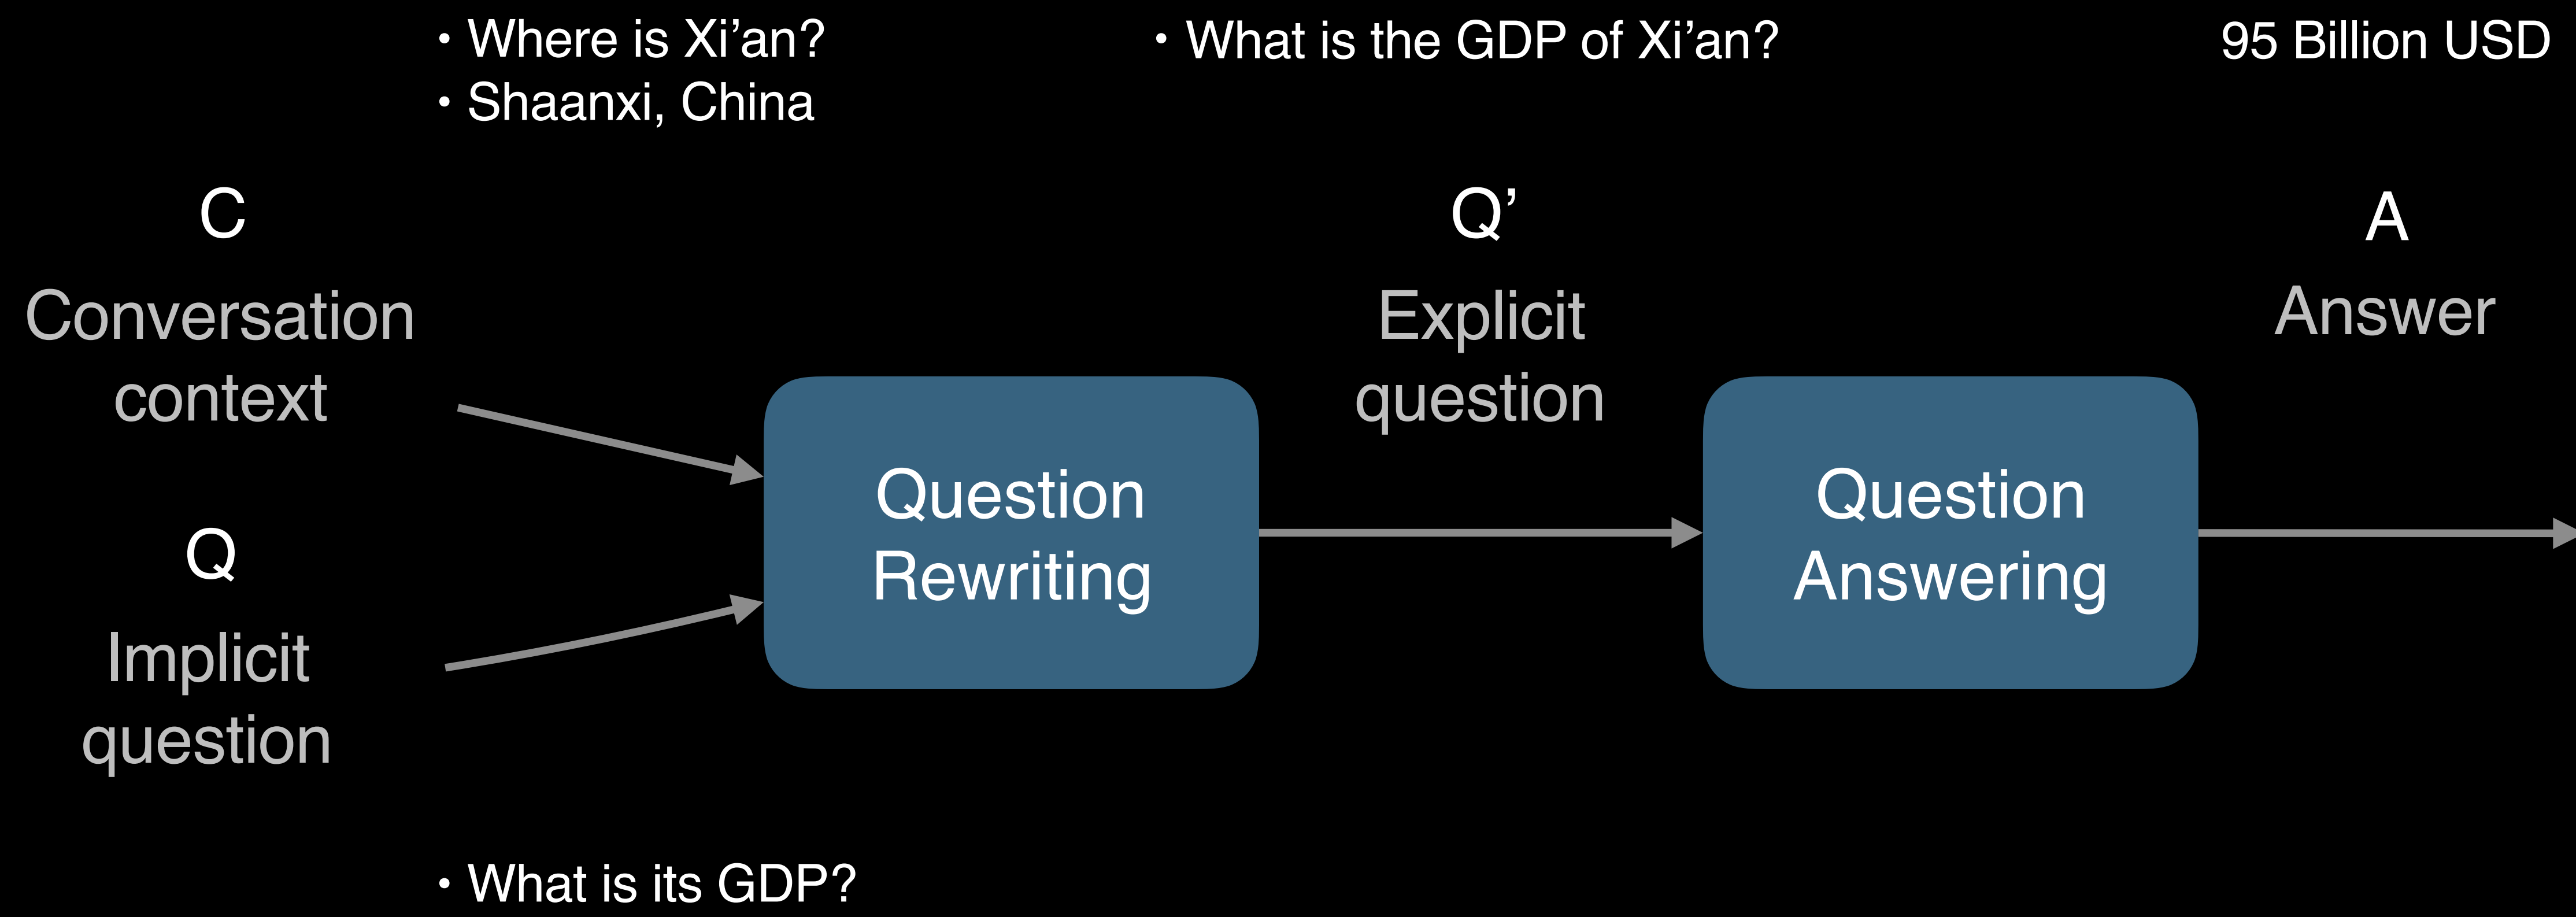 • Where is Xi’an?
• Shaanxi, China
• What is the GDP of Xi’an?
95 Billion USD
C
Conversation
context
Q
Implicit
question
• What is its GDP?
Question
Rewriting
Q’
Explicit
question
Question
Answering
A
Answer